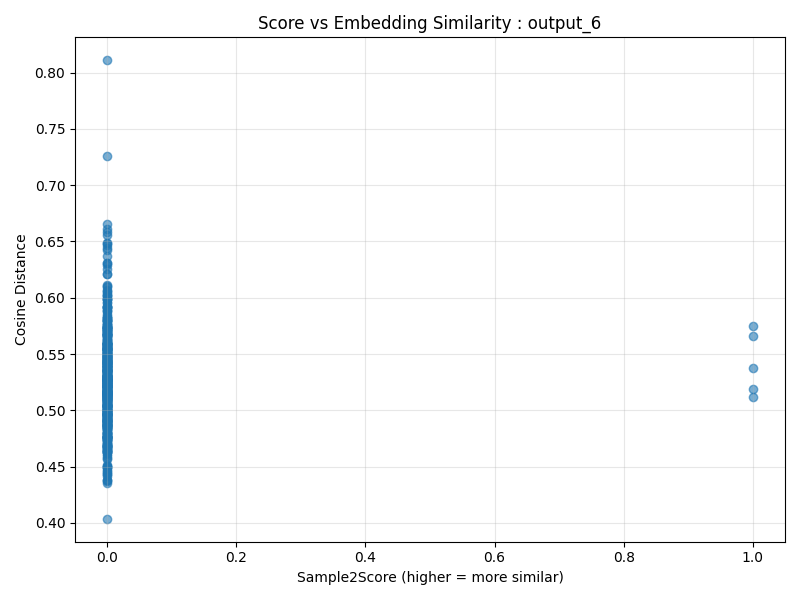 Score vs Embedding Similarity : output_6
Cosine Distance
0.80
0.75
0.70
0.65
0.60
0.55
0.50
0.45
0.40
0.0 0.2 0.4 0.6 0.8 1.0
Sample2Score (higher = more similar)